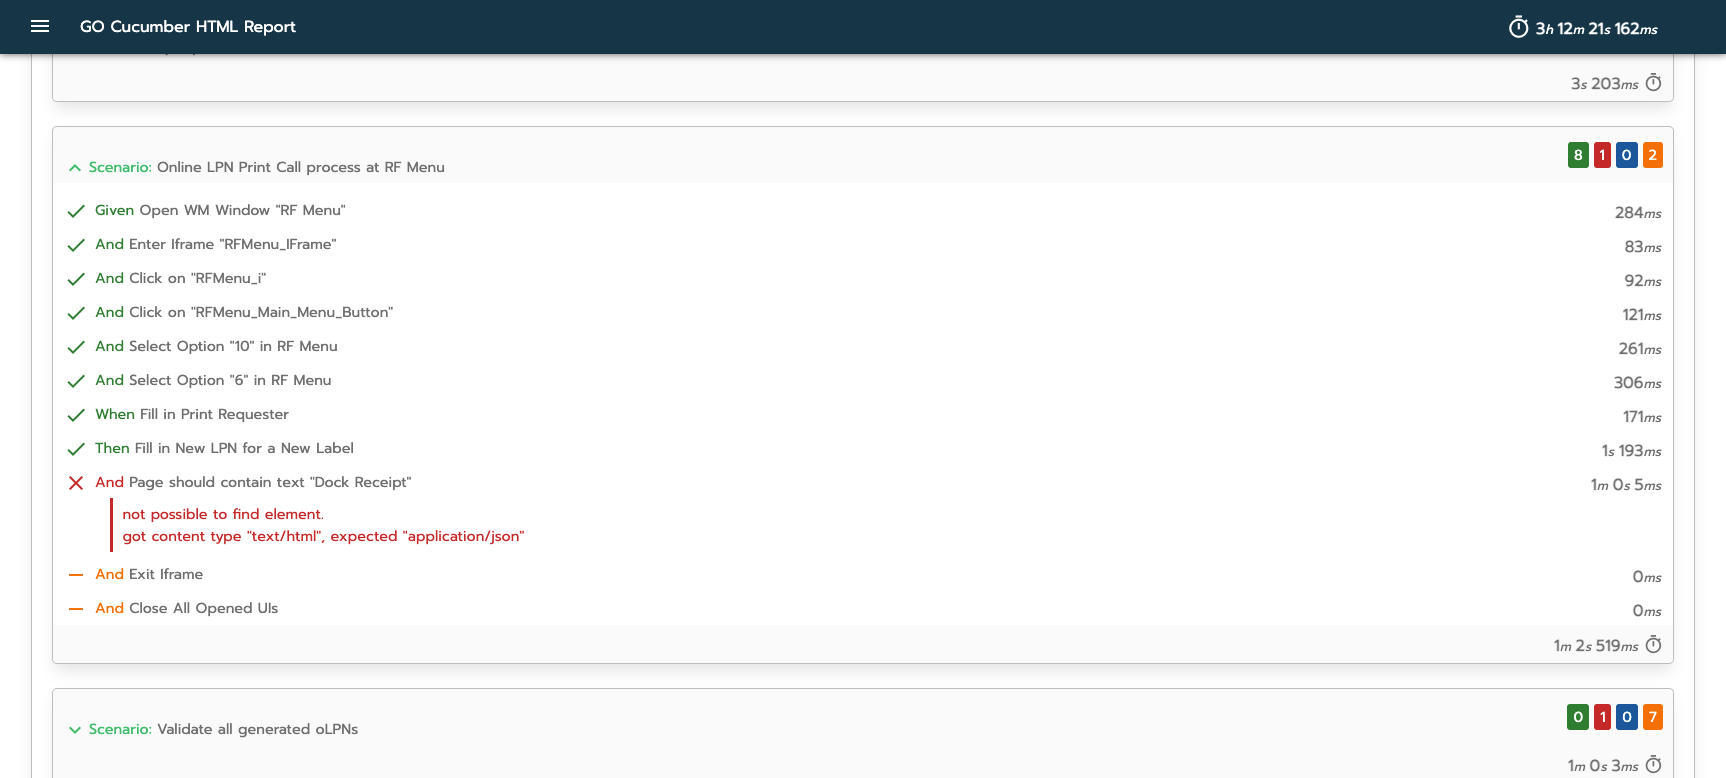 GO Cucumber HTML Report
3h 12m 21s 162ms
3s 203ms
Scenario: Online LPN Print Call process at RF Menu
8 1 0 2
Given Open WM Window "RF Menu"
284ms
And Enter Iframe "RFMenu_IFrame"
83ms
And Click on "RFMenu_i"
92ms
And Click on "RFMenu_Main_Menu_Button"
121ms
And Select Option "10" in RF Menu
261ms
And Select Option "6" in RF Menu
306ms
When Fill in Print Requester
171ms
Then Fill in New LPN for a New Label
1s 193ms
And Page should contain text "Dock Receipt"
1m 0s 5ms
not possible to find element.
got content type "text/html", expected "application/json"
And Exit Iframe
0ms
And Close All Opened UIs
0ms
1m 2s 519ms
Scenario: Validate all generated oLPNs
0 1 0 7
1m 0s 3ms